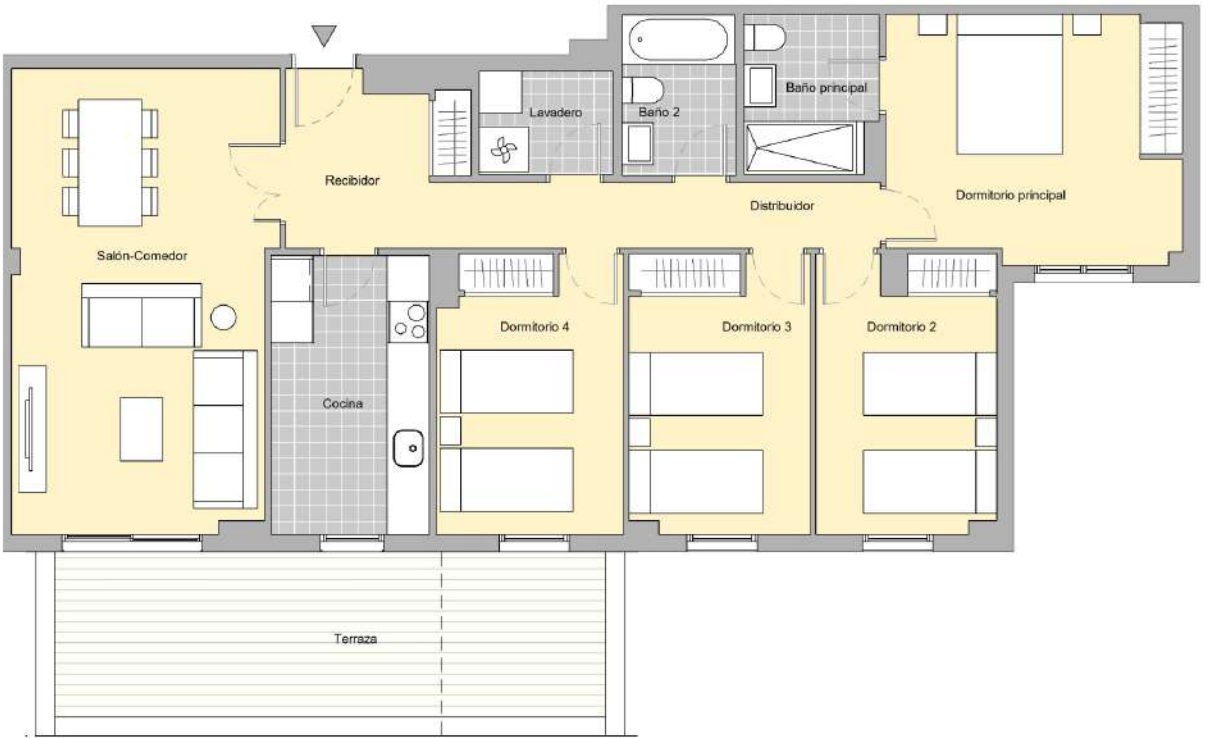 Baño principal
Lavadero
Baño 2
Recibidor
Dormitorio principal
Distribuidor
Salón-Comedor
Dormitorio 4
Dormitorio 3
Dormitorio 2
Cocina
Terraza